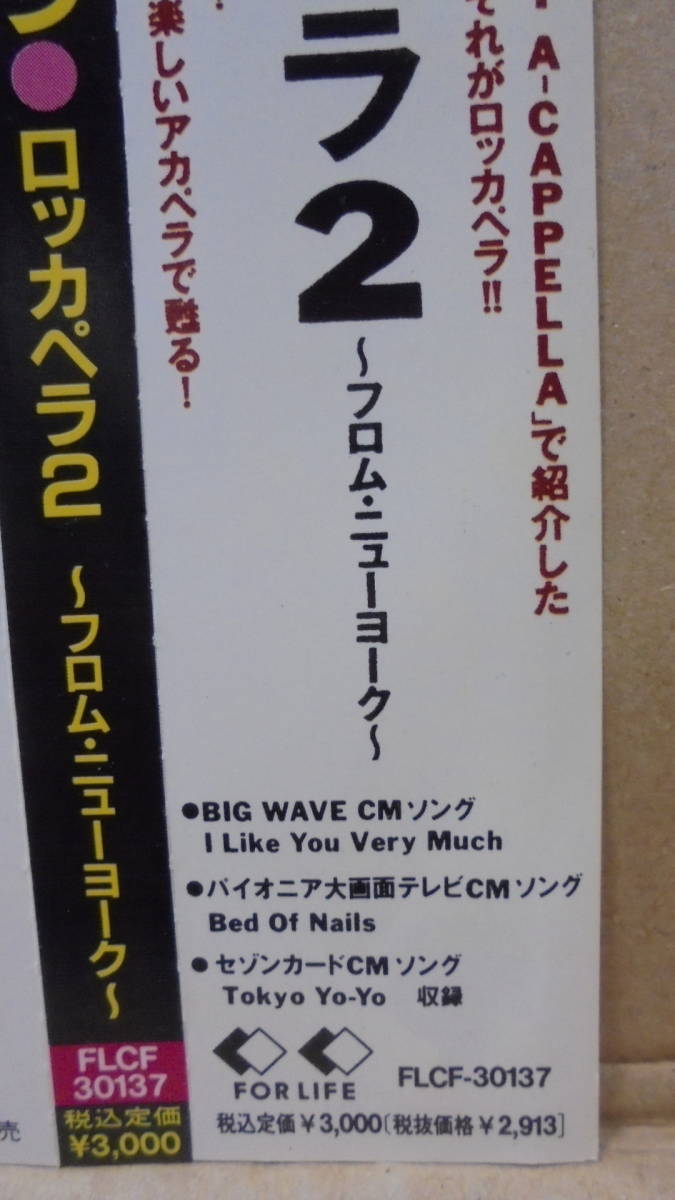 A-CAPPELLA」で紹介した
それがロッカペラ!!
ラ2
〜フロム・ニューヨーク〜
楽しいアカペラで甦る!
●BIG WAVE CMソング
I Like You Very Much
●パイオニア大画面テレビCMソング
Bed Of Nails
●セゾンカードCMソング
Tokyo Yo-Yo 収録
FOR LIFE
FLCF-30137
税込定価¥3,000〔税抜価格¥2,913〕
ロッカペラ2 〜フロム・ニューヨーク〜
FLCF
30137
税込定価
¥3,000
売